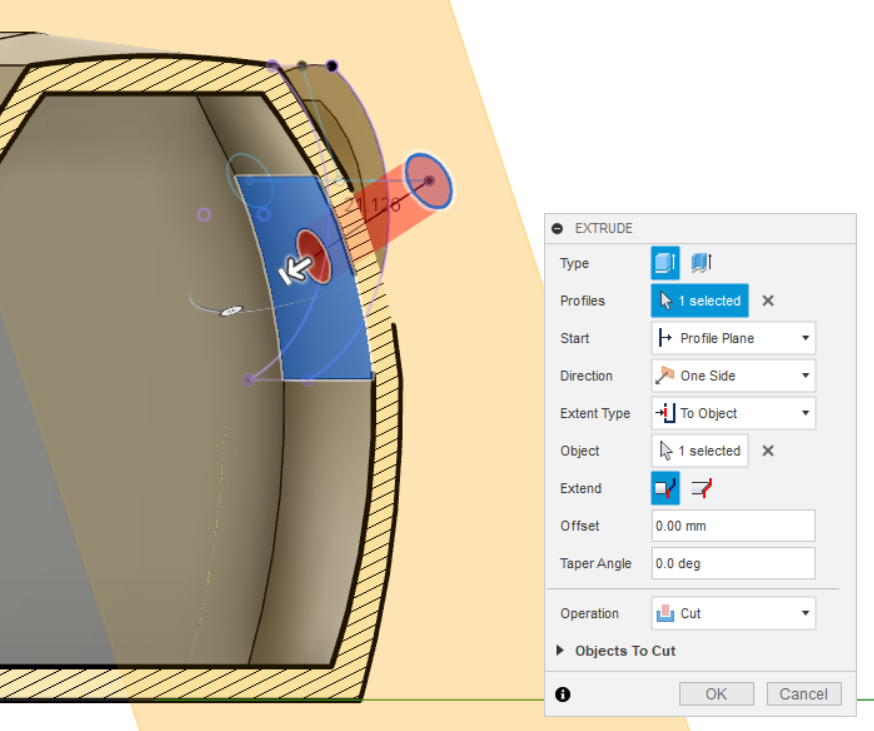 21.126
EXTRUDE
Type
Profiles 1 selected
Start Profile Plane
Direction One Side
Extent Type To Object
Object 1 selected
Extend
Offset 0.00 mm
Taper Angle 0.0 deg
Operation Cut
Objects To Cut
OK Cancel